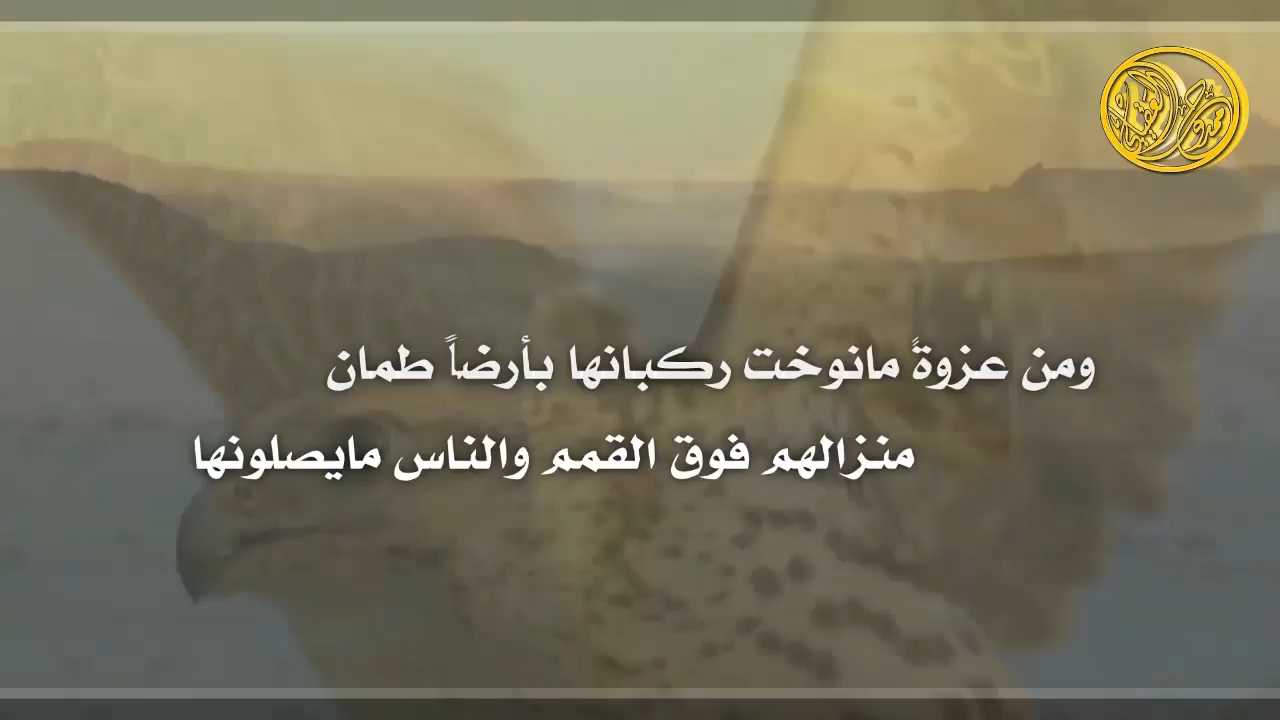 ومن عزوةً مانوخت ركبانها بأرضاً طمان
منزالهم فوق القمم والناس مايصلونها